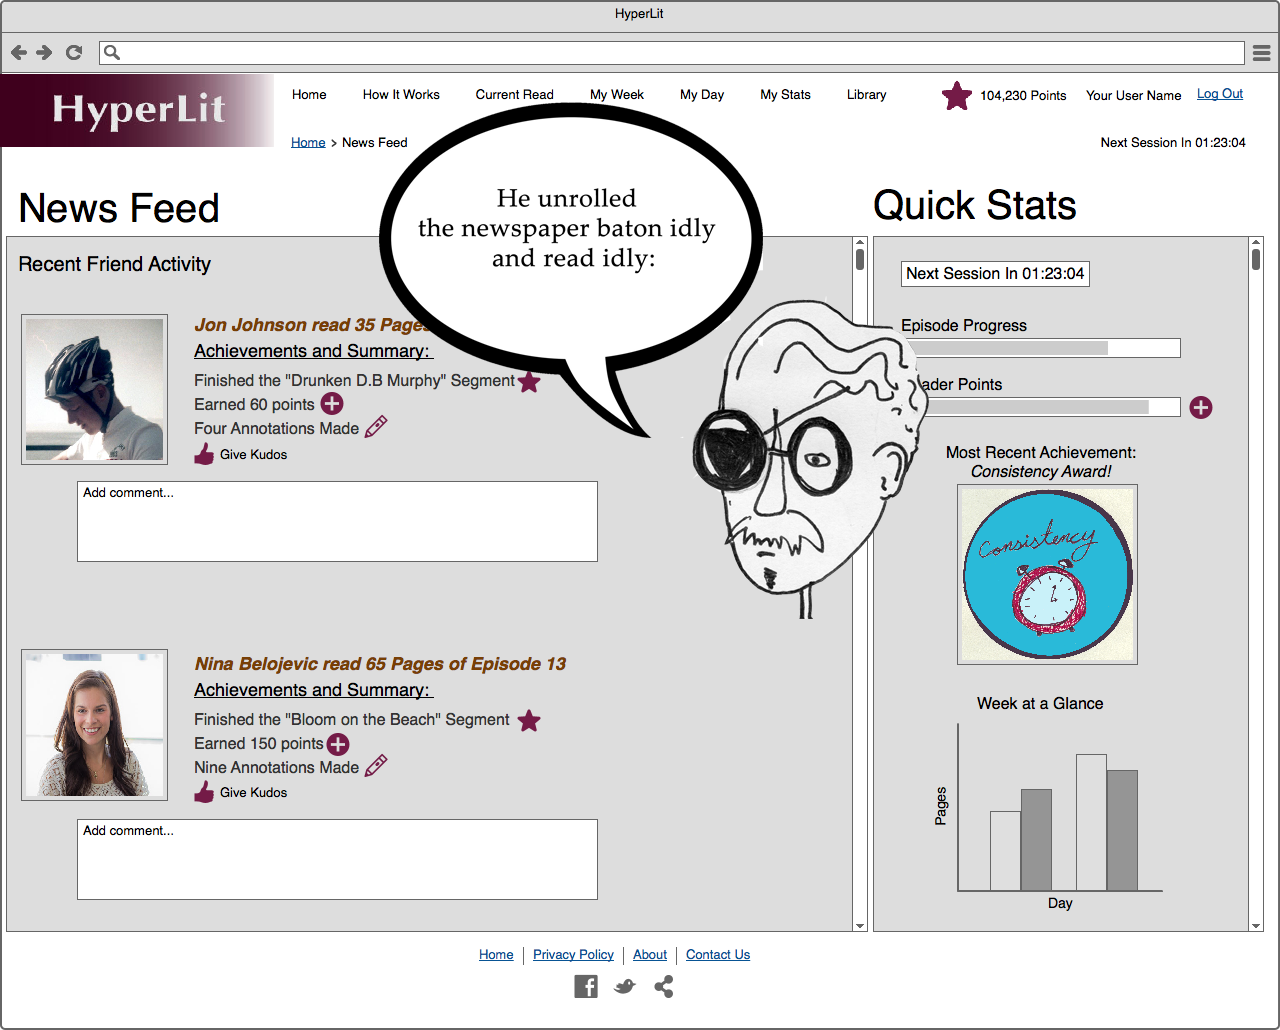 HyperLit
HyperLit
Home
How It Works
Current Read
My Week
My Day
My Stats
Library
104,230 Points
Your User Name
Log Out
Home > News Feed
Next Session In 01:23:04
He unrolled
the newspaper baton idly
and read idly:
News Feed
Recent Friend Activity
Jon Johnson read 35 Pages
Achievements and Summary:
Finished the "Drunken D.B Murphy" Segment
Earned 60 points
Four Annotations Made
Give Kudos
Add comment...
Nina Belojevic read 65 Pages of Episode 13
Achievements and Summary:
Finished the "Bloom on the Beach" Segment
Earned 150 points
Nine Annotations Made
Give Kudos
Add comment...
Quick Stats
Next Session In 01:23:04
Episode Progress
ader Points
Most Recent Achievement:
Consistency Award!
Consistency
Week at a Glance
Pages
Day
Home
Privacy Policy
About
Contact Us